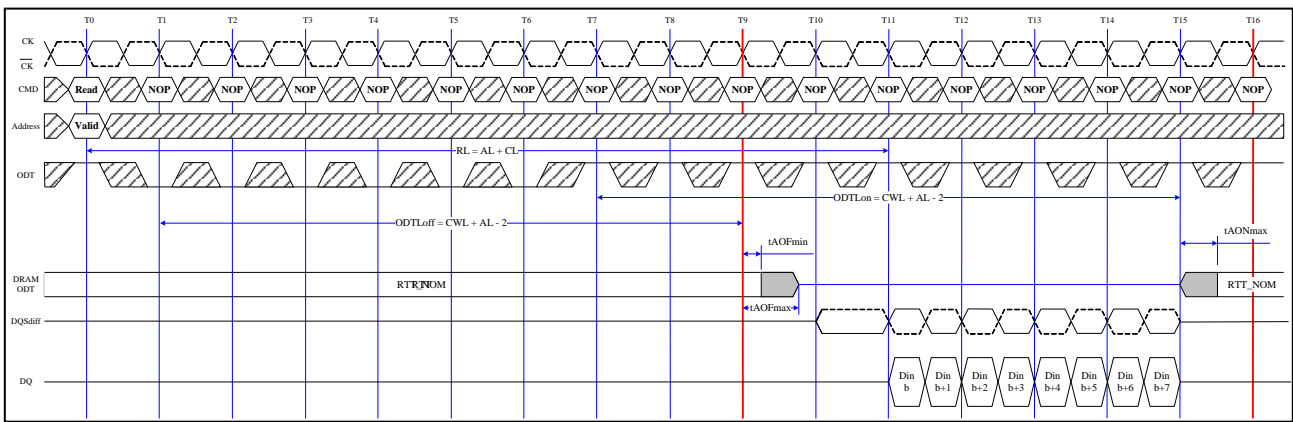 T0 T1 T2 T3 T4 T5 T6 T7 T8 T9 T10 T11 T12 T13 T14 T15 T16
CK
CK
CMD Read NOP NOP NOP NOP NOP NOP NOP NOP NOP NOP NOP NOP NOP NOP NOP NOP
Address Valid
RL = AL + CL
ODT
ODTLon = CWL + AL - 2
ODTLoff = CWL + AL - 2
tAOFmin tAONmax
DRAM
ODT
RTT_NOM RTT_NOM
tAOFmax
DQSdiff
DQ
Din b Din b+1 Din b+2 Din b+3 Din b+4 Din b+5 Din b+6 Din b+7